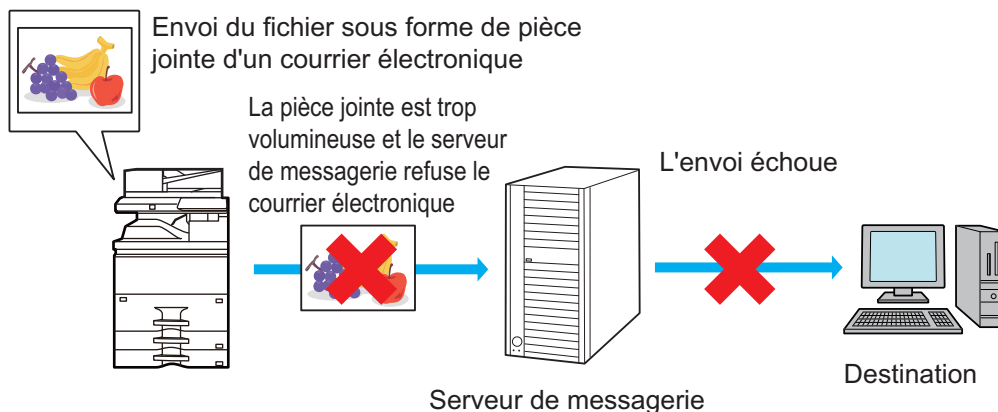 Envoi du fichier sous forme de pièce
jointe d'un courrier électronique
La pièce jointe est trop
volumineuse et le serveur
de messagerie refuse le
courrier électronique
L'envoi échoue
Destination
Serveur de messagerie